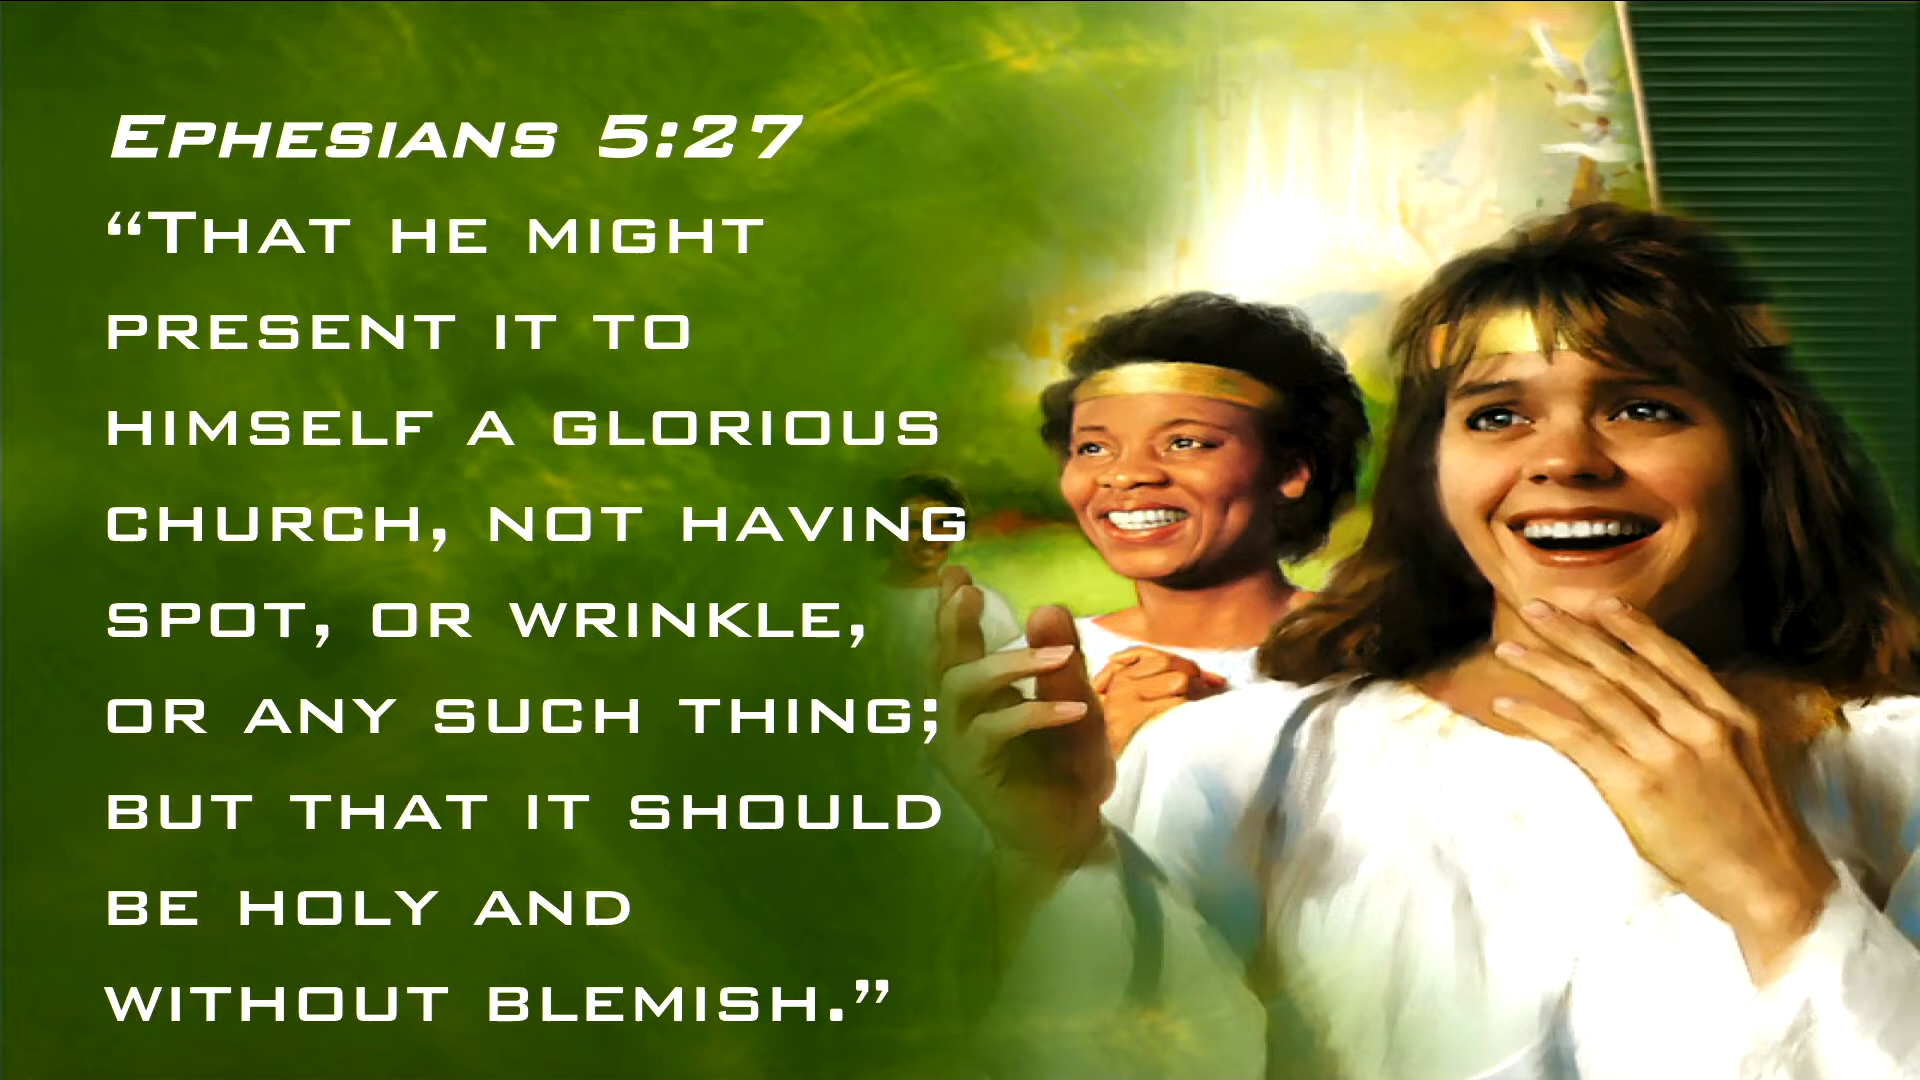 Ephesians 5:27
“That he might
present it to
himself a glorious
church, not having
spot, or wrinkle,
or any such thing;
but that it should
be holy and
without blemish.”